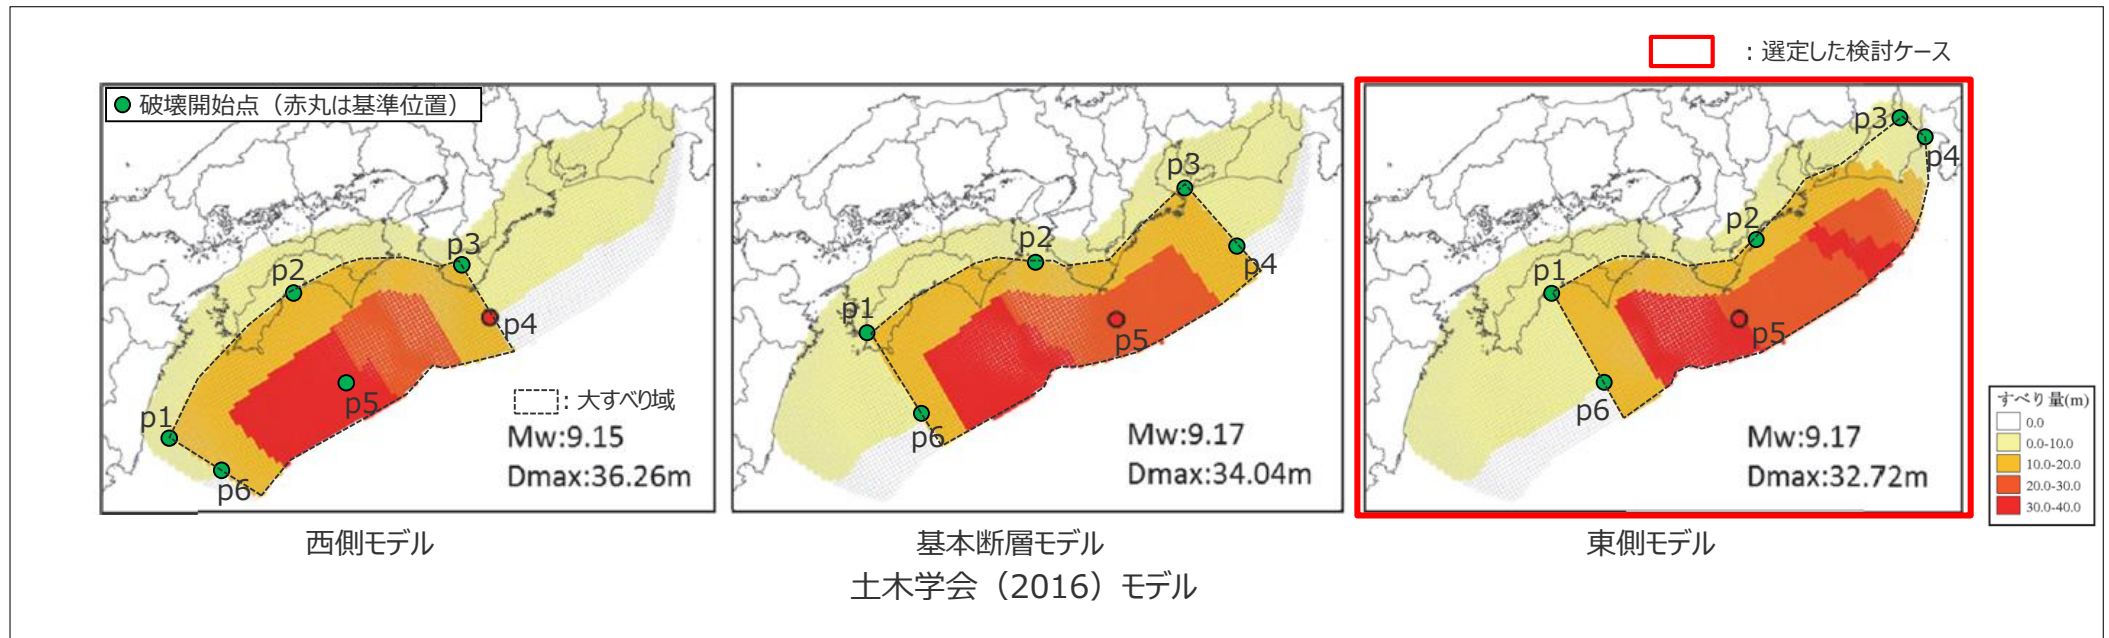 ：選定した検討ケース
破壊開始点（赤丸は基準位置）
p1
p2
p3
p4
p5
p6
：大すべり域
Mw:9.15
Dmax:36.26m
p1
p2
p3
p4
p5
p6
Mw:9.17
Dmax:34.04m
p1
p2
p3
p4
p5
p6
Mw:9.17
Dmax:32.72m
すべり量(m)
0.0
0.0-10.0
10.0-20.0
20.0-30.0
30.0-40.0
西側モデル
基本断層モデル
東側モデル
土木学会（2016）モデル